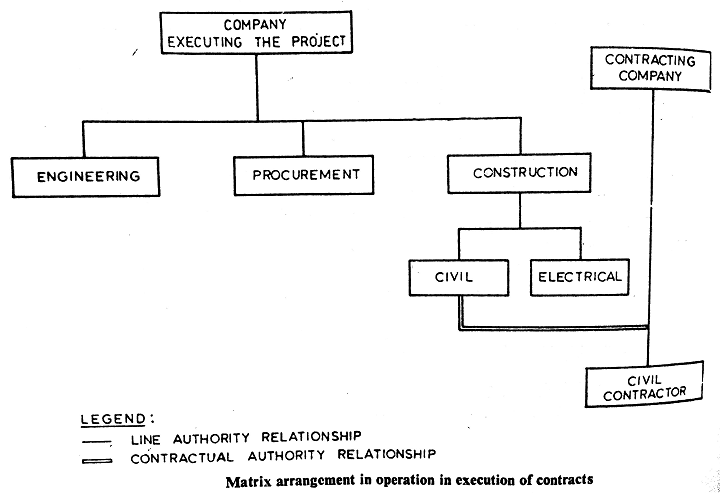 COMPANY
EXECUTING THE PROJECT
CONTRACTING
COMPANY
ENGINEERING
PROCUREMENT
CONSTRUCTION
CIVIL
ELECTRICAL
CIVIL
CONTRACTOR
LEGEND:
LINE AUTHORITY RELATIONSHIP
CONTRACTUAL AUTHORITY RELATIONSHIP
Matrix arrangement in operation in execution of contracts